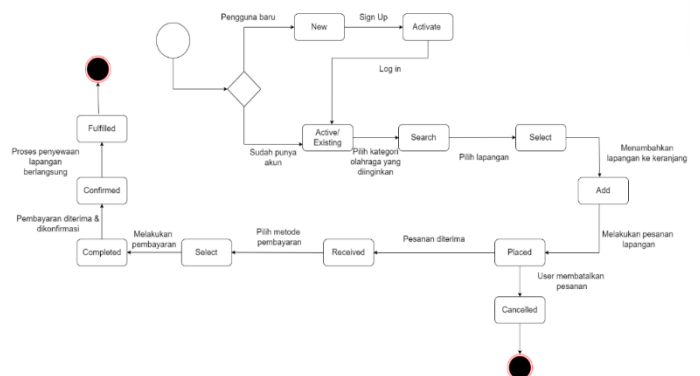 Pengguna baru
New
Sign Up
Activate
Log in
Sudah punya
akun
Active/
Existing
Pilih kategori
olahraga yang
diinginkan
Search
Pilih lapangan
Select
Menambahkan
lapangan ke keranjang
Add
Melakukan pesanan
lapangan
Placed
User membatalkan
pesanan
Cancelled
Pesanan diterima
Received
Pilih metode
pembayaran
Select
Melakukan
pembayaran
Completed
Pembayaran diterima &
dikonfirmasi
Confirmed
Proses penyewaan
lapangan
berlangsung
Fulfilled